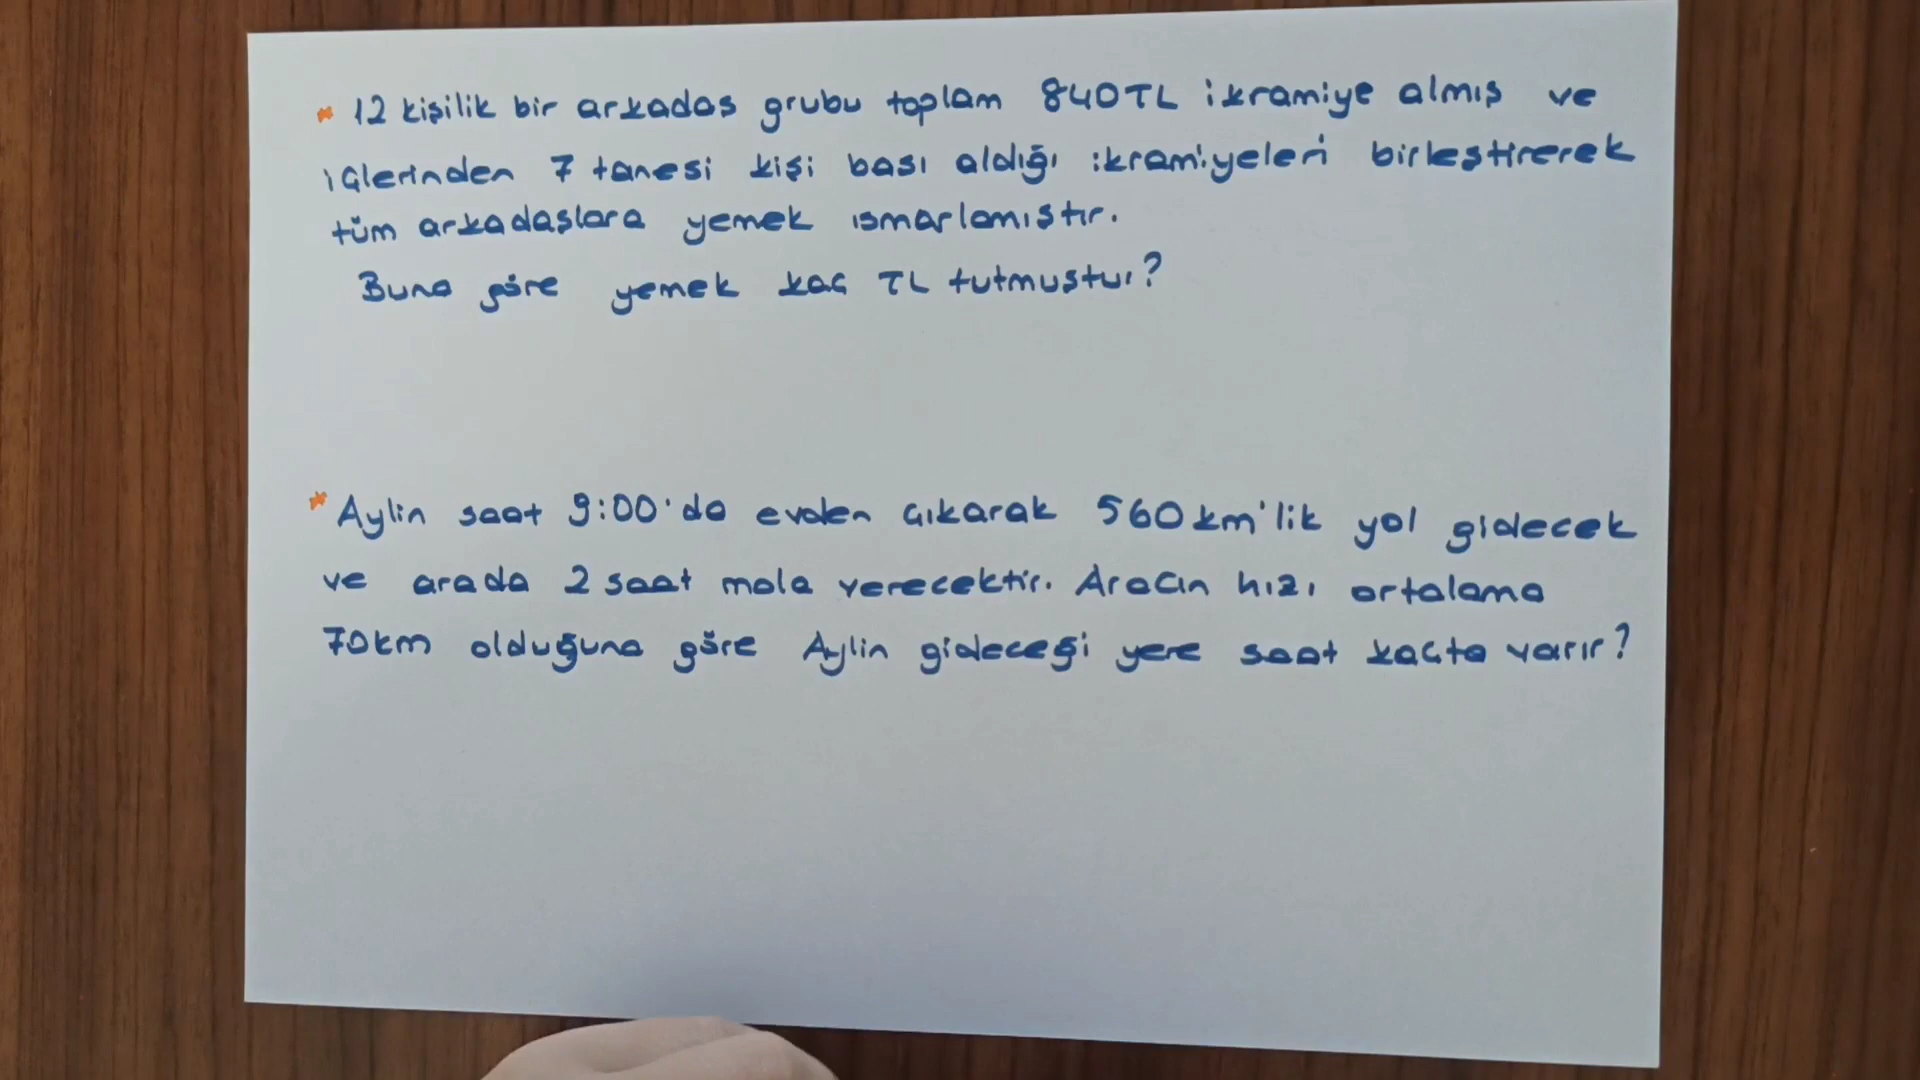 * 12 kişilik bir arkadas grubu toplam 840TL ikramiye almış ve
içlerinden 7 tanesi kişi bası aldığı ikramiyeleri birleştirerek
tüm arkadaşlara yemek ısmarlamıştır.
Buna göre yemek kaç TL tutmuştur?
* Aylin saat 9:00'da evden çıkarak 560km'lik yol gidecek
ve arada 2 saat mola verecektir. Aracın hızı ortalama
70km olduğuna göre Aylin gideceği yere saat kaçta varır?